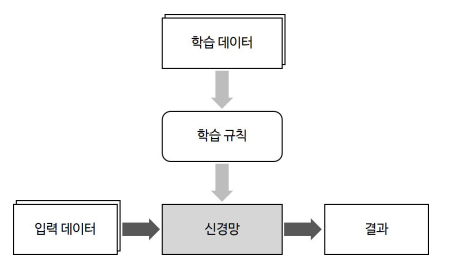 학습 데이터
학습 규칙
입력 데이터
신경망
결과